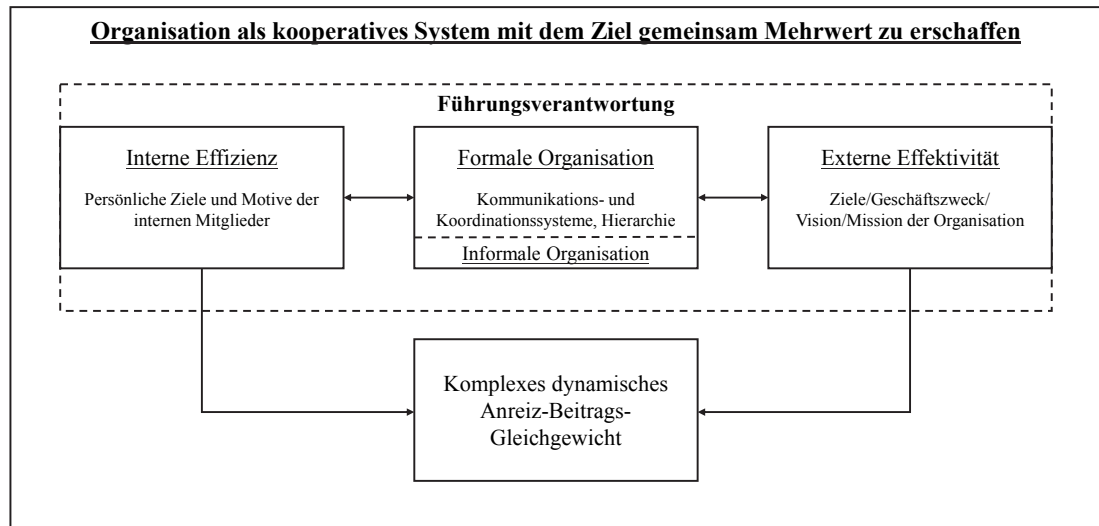 Organisation als kooperatives System mit dem Ziel gemeinsam Mehrwert zu erschaffen
Führungsverantwortung
Interne Effizienz
Persönliche Ziele und Motive der
internen Mitglieder
Formale Organisation
Kommunikations- und
Koordinationssysteme, Hierarchie
Informale Organisation
Externe Effektivität
Ziele/Geschäftszweck/
Vision/Mission der Organisation
Komplexes dynamisches
Anreiz-Beitrags-
Gleichgewicht